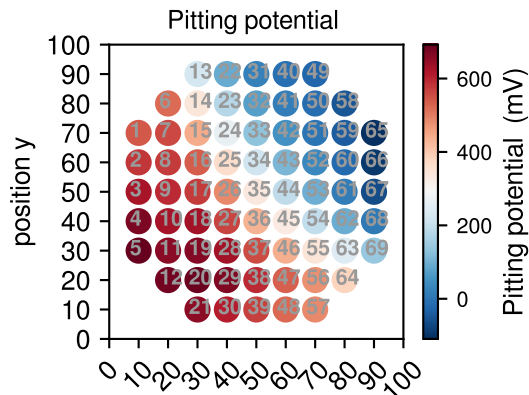 Pitting potential
100
90
80
70
60
50
40
30
20
10
0
position y
13 22 31 40 49
6 14 23 32 41 50 58
1 7 15 24 33 42 51 59 65
2 8 16 25 34 43 52 60 66
3 9 17 26 35 44 53 61 67
4 10 18 27 36 45 54 62 68
5 11 19 28 37 46 55 63 69
12 20 29 38 47 56 64
21 30 39 48 57
0 10 20 30 40 50 60 70 80 90 100
600
400
200
0
Pitting potential (mV)